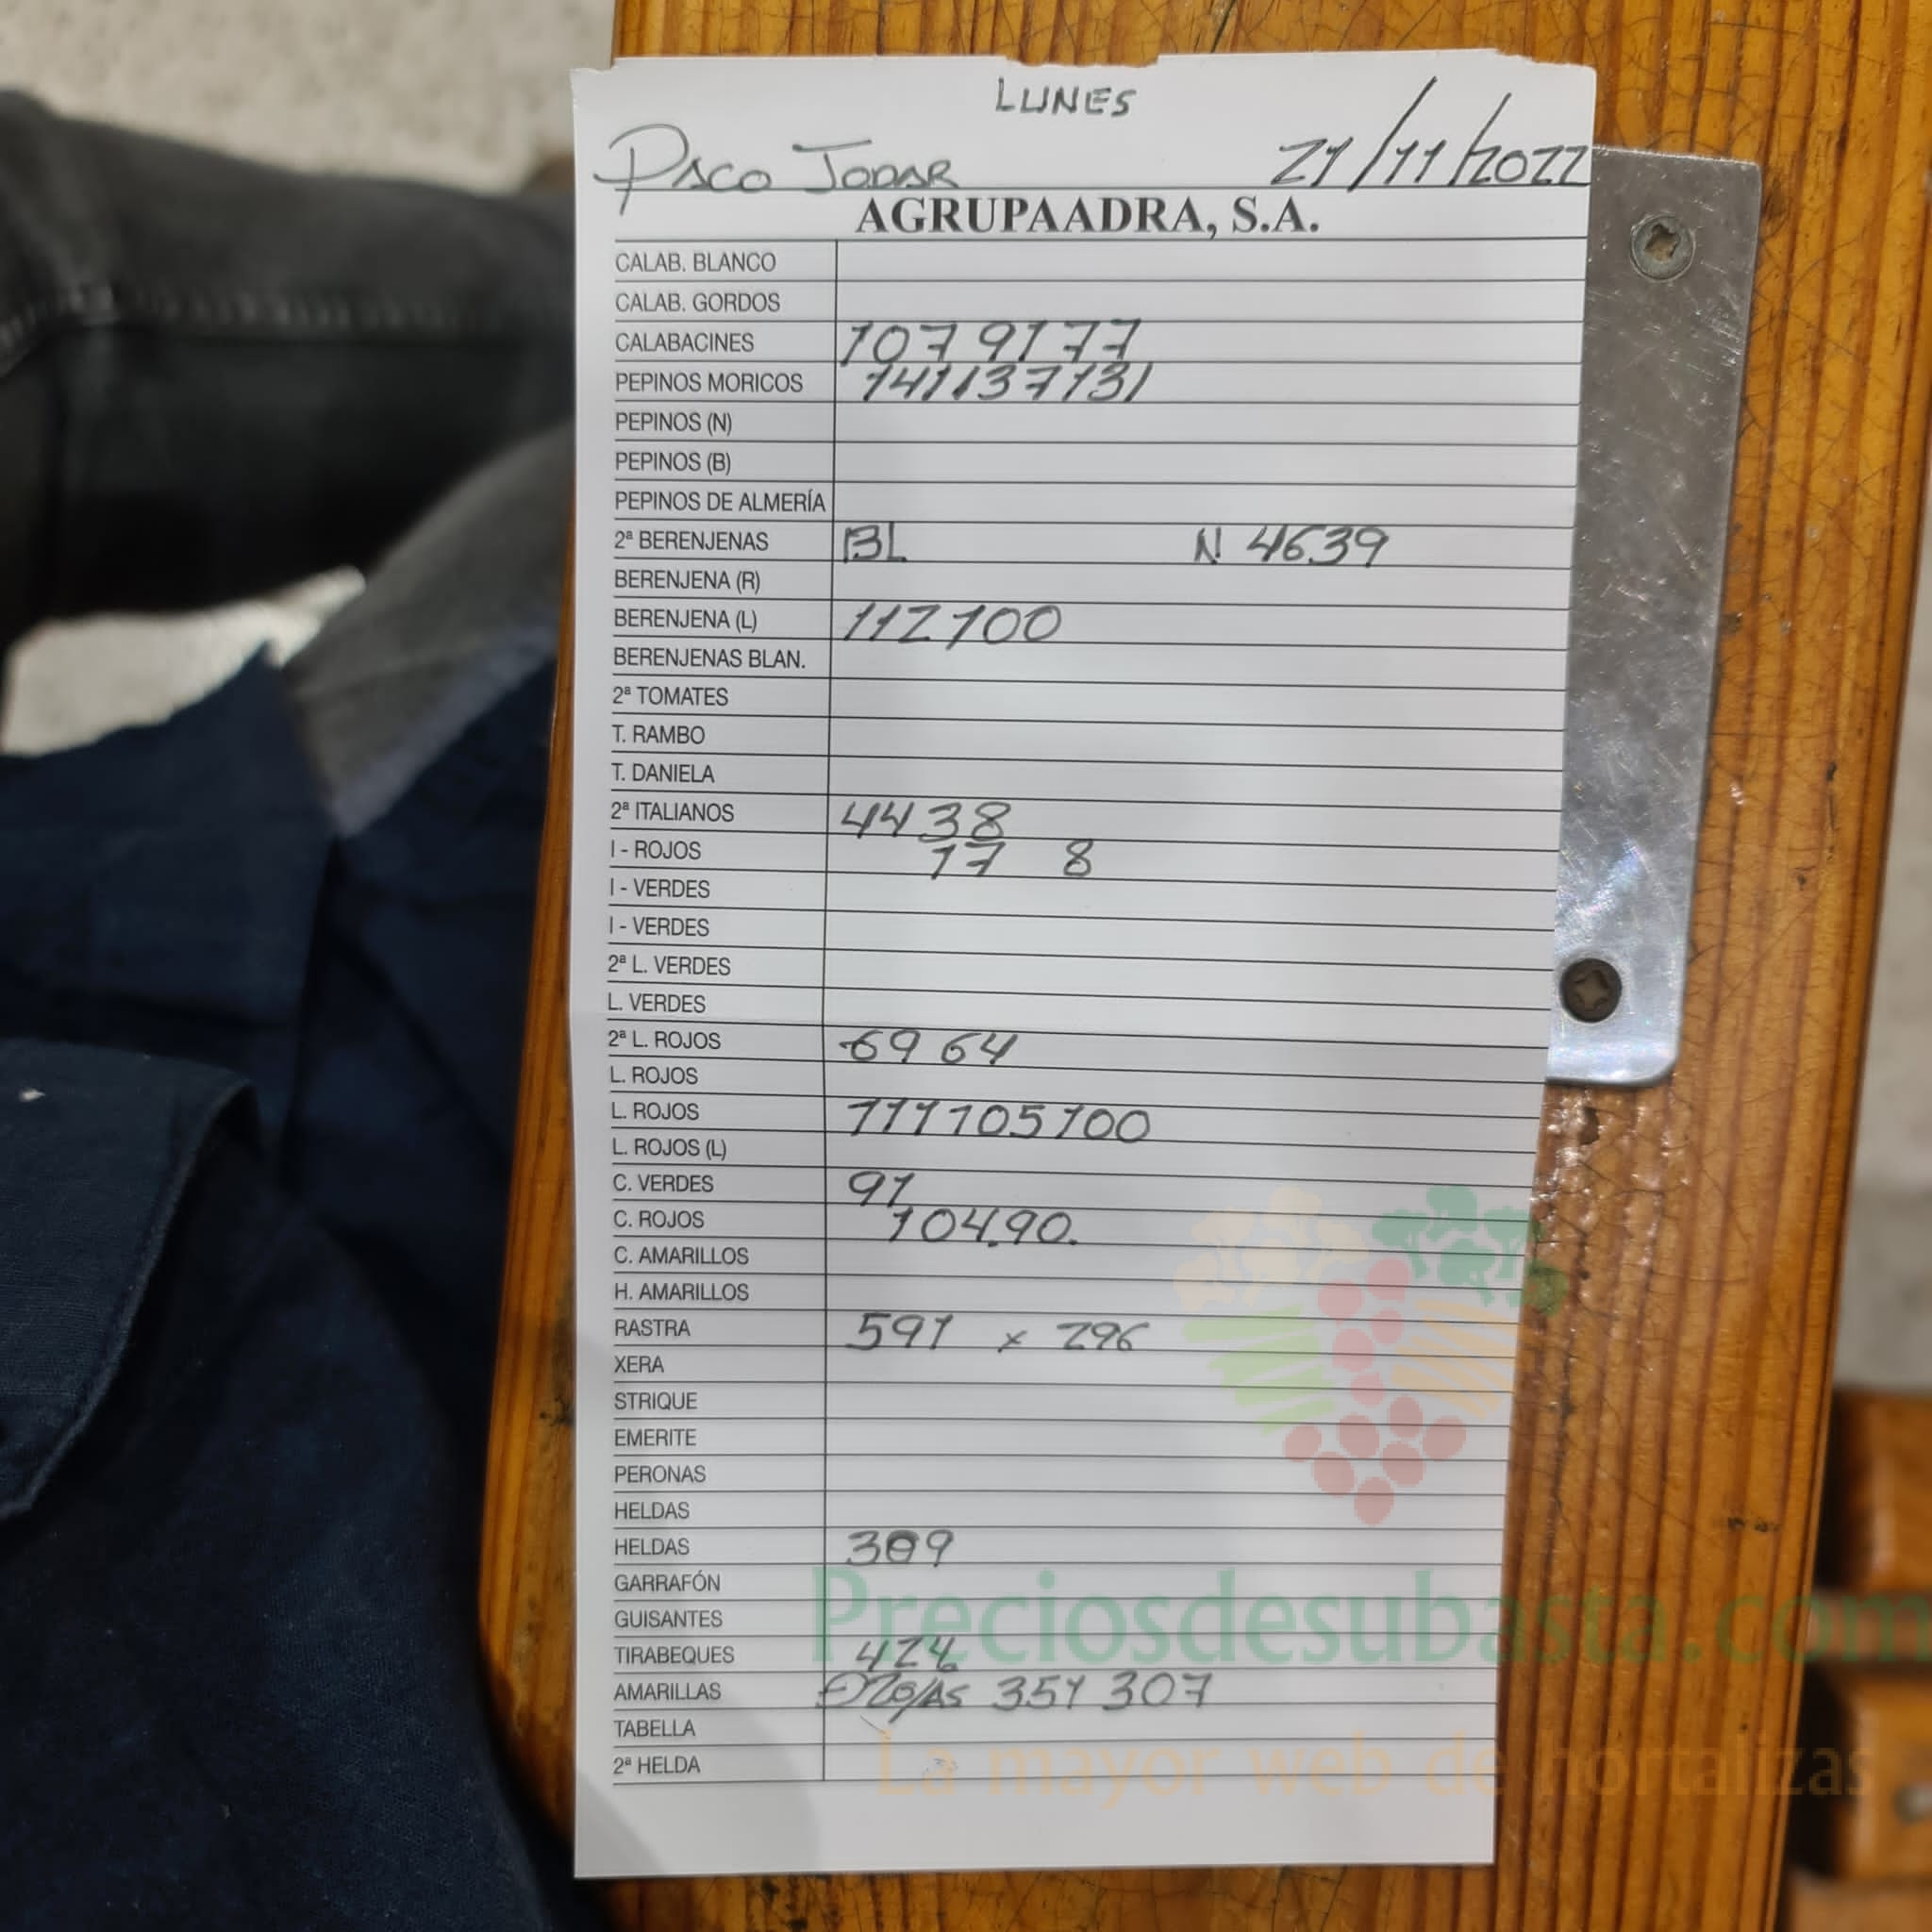 LUNES
PACO JODAR 21/11/2022
AGRUPAADRA, S.A.
CALAB. BLANCO
CALAB. GORDOS
CALABACINES 107 91 77
PEPINOS MORICOS 141 137 131
PEPINOS (N)
PEPINOS (B)
PEPINOS DE ALMERÍA
2ª BERENJENAS BL N 46.39
BERENJENA (R)
BERENJENA (L) 112 100
BERENJENAS BLAN.
2ª TOMATES
T. RAMBO
T. DANIELA
2ª ITALIANOS 44 38
I - ROJOS 17 8
I - VERDES
I - VERDES
2ª L. VERDES
L. VERDES
2ª L. ROJOS 69 64
L. ROJOS
L. ROJOS 111 105 100
L. ROJOS (L)
C. VERDES 91
C. ROJOS 104.90.
C. AMARILLOS
H. AMARILLOS
RASTRA 591 x 296
XERA
STRIQUE
EMERITE
PERONAS
HELDAS
HELDAS 309
GARRAFÓN
GUISANTES
TIRABEQUES 424
AMARILLAS 351 307
TABELLA
2ª HELDA
Preciosdesubasta.com
La mayor web de hortalizas